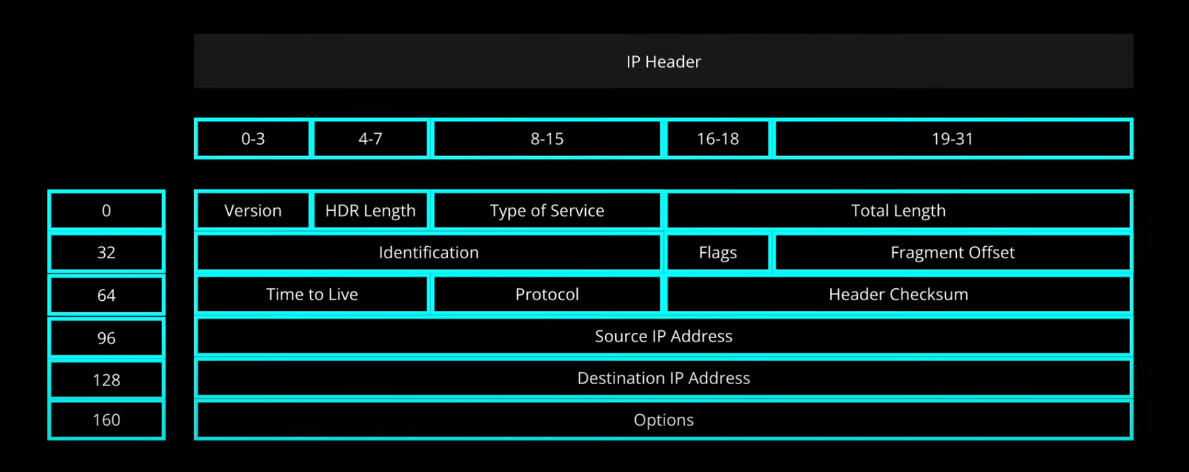 IP Header
0-3 4-7 8-15 16-18 19-31
0 Version HDR Length Type of Service Total Length
32 Identification Flags Fragment Offset
64 Time to Live Protocol Header Checksum
96 Source IP Address
128 Destination IP Address
160 Options